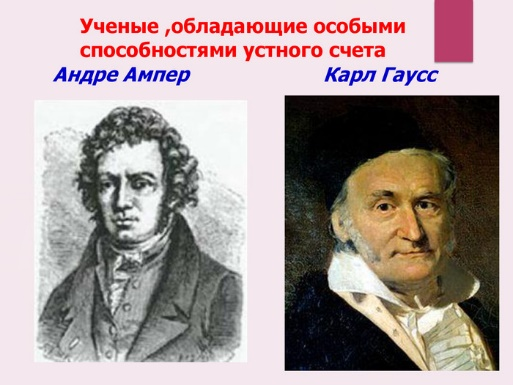 Ученые ,обладающие особыми
способностями устного счета
Андре Ампер Карл Гаусс